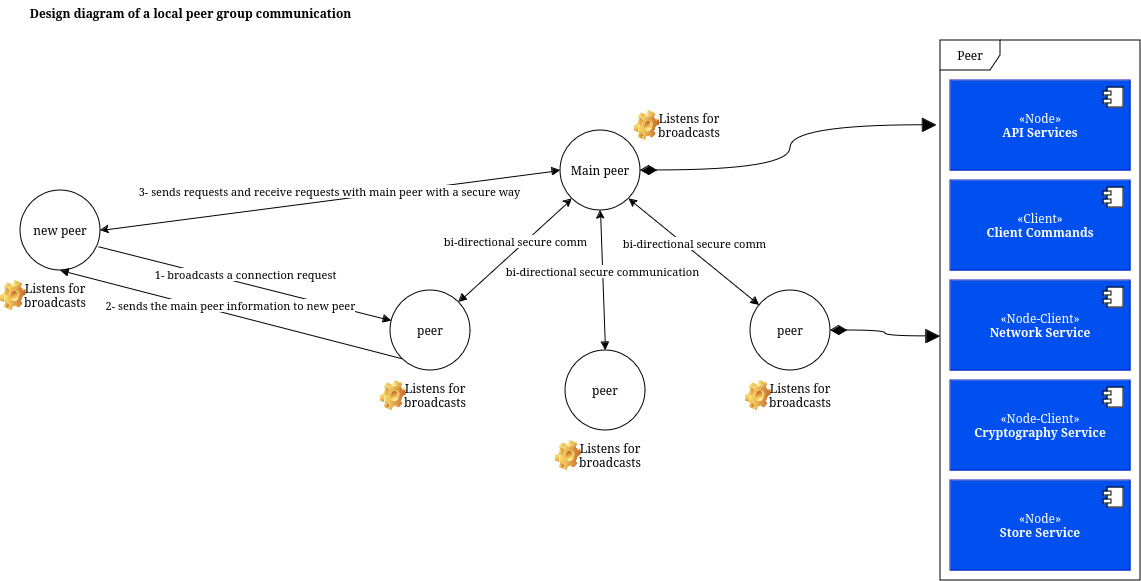 Design diagram of a local peer group communication
Peer
«Node»
API Services
«Client»
Client Commands
«Node-Client»
Network Service
«Node-Client»
Cryptography Service
«Node»
Store Service
Listens for
broadcasts
Main peer
3- sends requests and receive requests with main peer with a secure way
new peer
Listens for
broadcasts
1- broadcasts a connection request
2- sends the main peer information to new peer
bi-directional secure comm
bi-directional secure comm
bi-directional secure communication
peer
Listens for
broadcasts
peer
Listens for
broadcasts
peer
Listens for
broadcasts